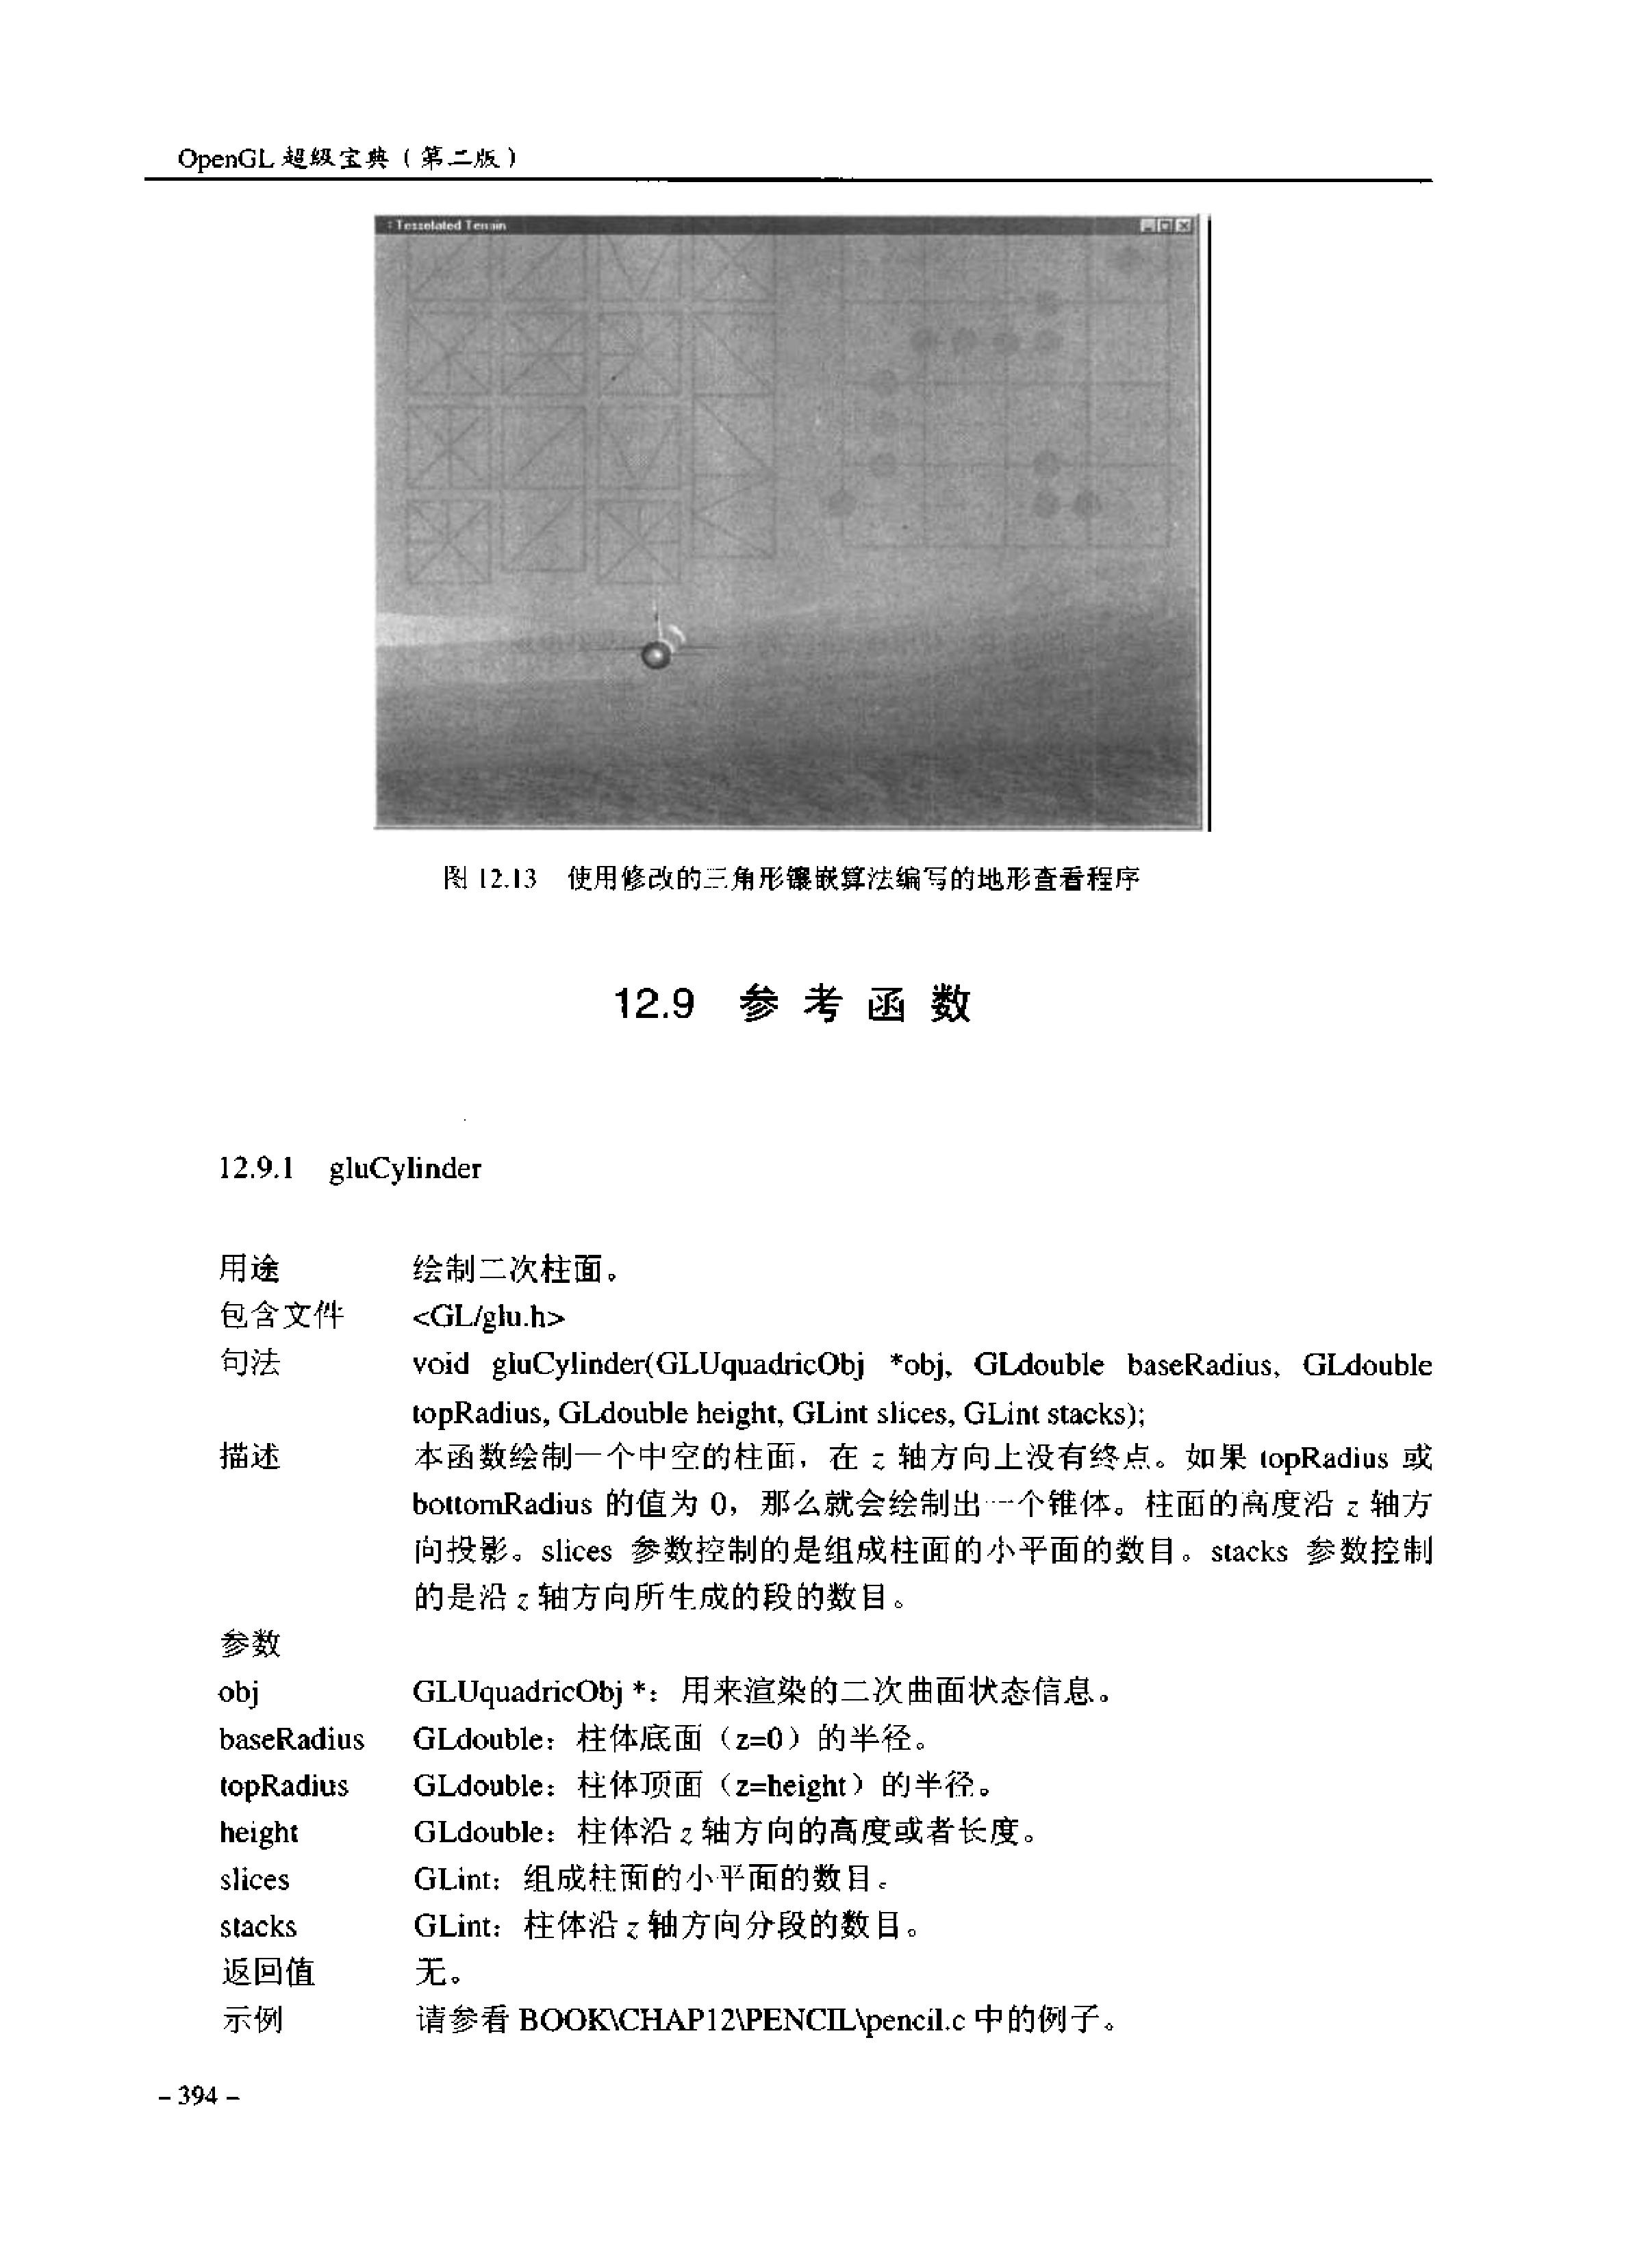 OpenGL 超级宝典（第二版）
Tesselated Terrain
图 12.13 使用修改的三角形镶嵌算法编写的地形查看程序
12.9 参考函数
12.9.1 gluCylinder
用途 绘制二次柱面。
包含文件 <GL/glu.h>
句法 void gluCylinder(GLUquadricObj *obj, GLdouble baseRadius, GLdouble
topRadius, GLdouble height, GLint slices, GLint stacks);
描述 本函数绘制一个中空的柱面，在 z 轴方向上没有终点。如果 topRadius 或
bottomRadius 的值为 0，那么就会绘制出一个锥体。柱面的高度沿 z 轴方
向投影。slices 参数控制的是组成柱面的小平面的数目。stacks 参数控制
的是沿 z 轴方向所生成的段的数目。
参数
obj GLUquadricObj *：用来渲染的二次曲面状态信息。
baseRadius GLdouble：柱体底面（z=0）的半径。
topRadius GLdouble：柱体顶面（z=height）的半径。
height GLdouble：柱体沿 z 轴方向的高度或者长度。
slices GLint：组成柱面的小平面的数目。
stacks GLint：柱体沿 z 轴方向分段的数目。
返回值 无。
示例 请参看 BOOK\CHAP12\PENCIL\pencil.c 中的例子。
- 394 -